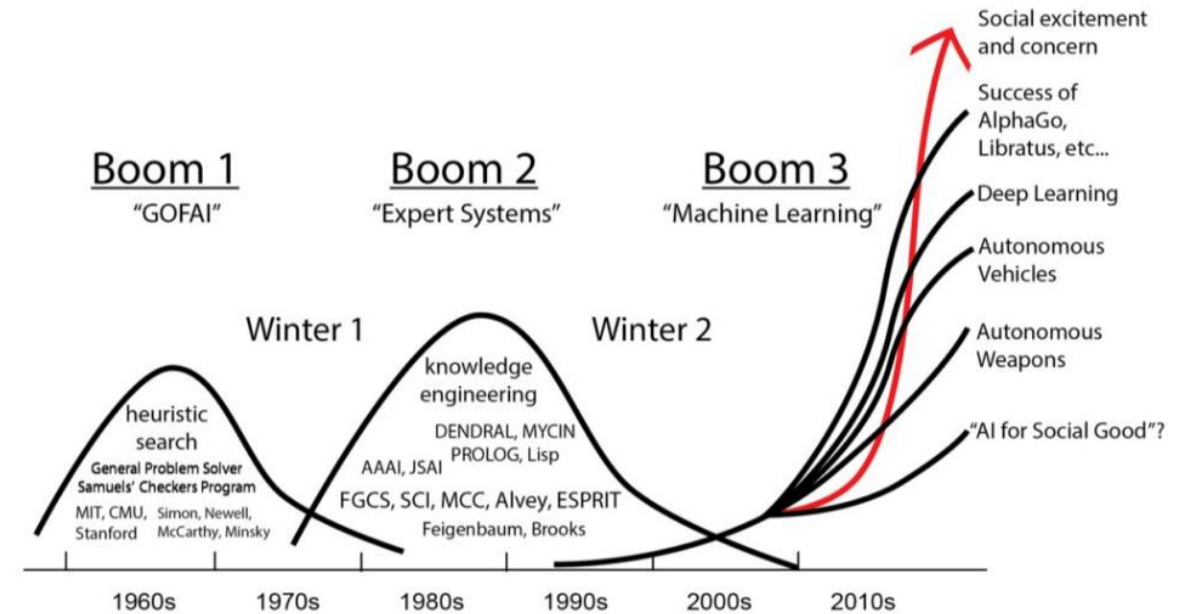 Social excitement
and concern
Success of
AlphaGo,
Libratus, etc...
Boom 1
Boom 2
Boom 3
"GOFAI"
"Expert Systems"
"Machine Learning"
Deep Learning
Autonomous
Vehicles
Winter 1
Winter 2
Autonomous
Weapons
heuristic
search
General Problem Solver
Samuels' Checkers Program
MIT, CMU,
Stanford
Simon, Newell,
McCarthy, Minsky
knowledge
engineering
DENDRAL, MYCIN
PROLOG, Lisp
AAAI, JSAI
FGCS, SCI, MCC, Alvey, ESPRIT
Feigenbaum, Brooks
"AI for Social Good"?
1960s
1970s
1980s
1990s
2000s
2010s